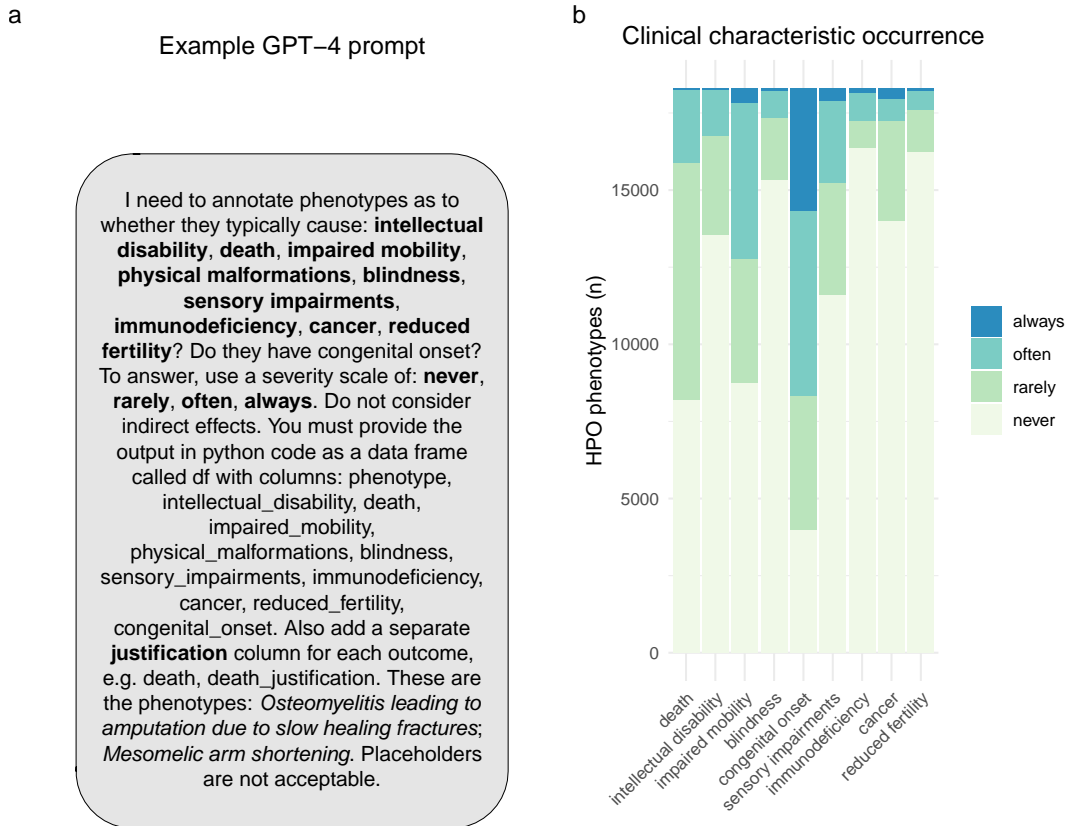 a
Example GPT−4 prompt
I need to annotate phenotypes as to
whether they typically cause: intellectual
disability, death, impaired mobility,
physical malformations, blindness,
sensory impairments,
immunodeficiency, cancer, reduced
fertility? Do they have congenital onset?
To answer, use a severity scale of: never,
rarely, often, always. Do not consider
indirect effects. You must provide the
output in python code as a data frame
called df with columns: phenotype,
intellectual_disability, death,
impaired_mobility,
physical_malformations, blindness,
sensory_impairments, immunodeficiency,
cancer, reduced_fertility,
congenital_onset. Also add a separate
justification column for each outcome,
e.g. death, death_justification. These are
the phenotypes: Osteomyelitis leading to
amputation due to slow healing fractures;
Mesomelic arm shortening. Placeholders
are not acceptable.
b
Clinical characteristic occurrence
HPO phenotypes (n)
15000
10000
5000
0
death
intellectual disability
impaired mobility
blindness
congenital onset
sensory impairments
immunodeficiency
cancer
reduced fertility
always
often
rarely
never